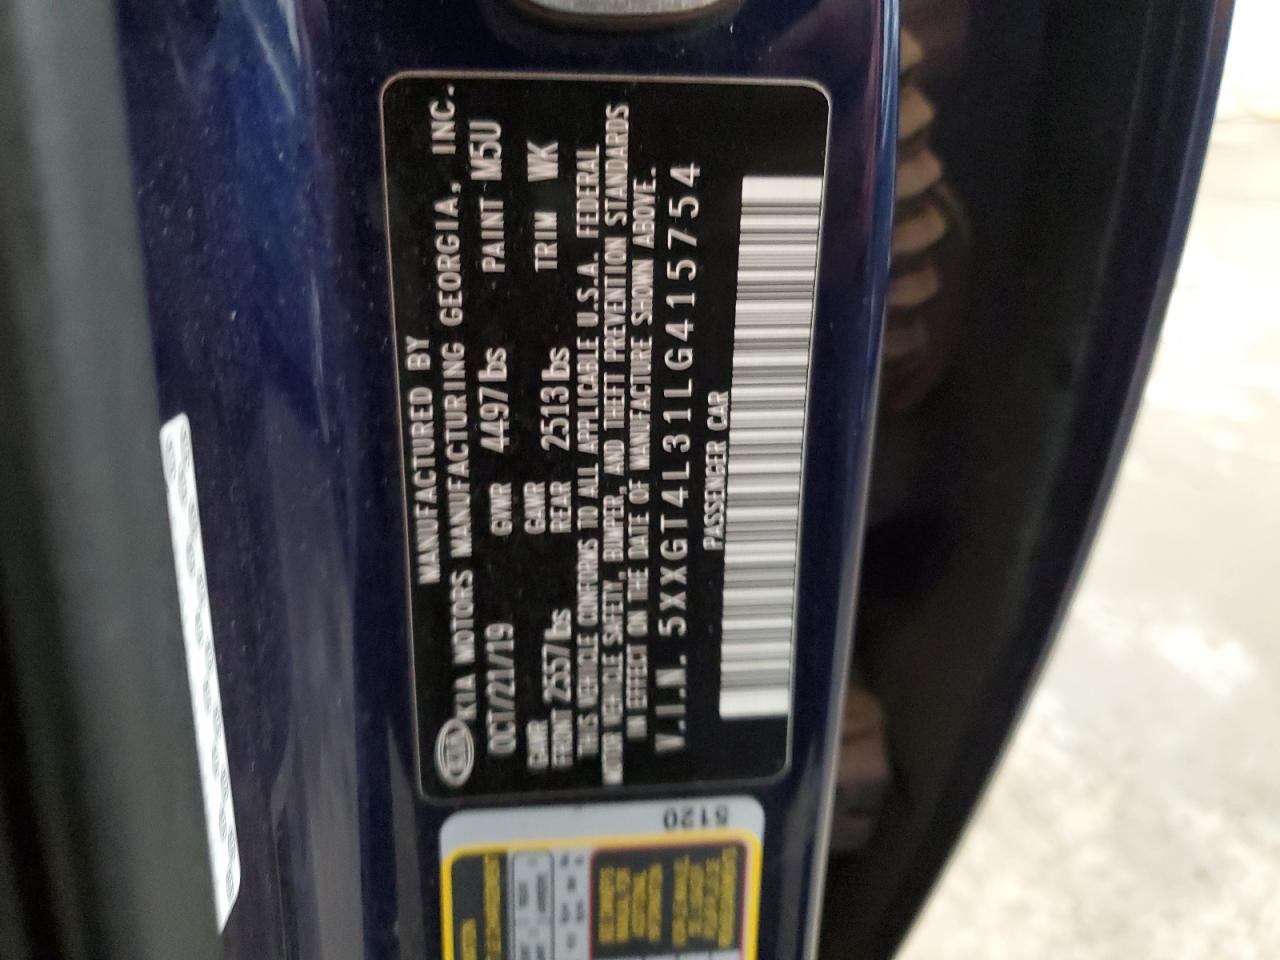 MANUFACTURED BY
KIA KIA MOTORS MANUFACTURING GEORGIA, INC.
OCT/21/19 GVWR 4497lbs PAINT M5U
GAWR FRONT 2557lbs GAWR REAR 2513lbs TRIM WK
THIS VEHICLE CONFORMS TO ALL APPLICABLE U.S.A. FEDERAL
MOTOR VEHICLE SAFETY, BUMPER, AND THEFT PREVENTION STANDARDS
IN EFFECT ON THE DATE OF MANUFACTURE SHOWN ABOVE.
V.I.N. 5XXGT4L31LG415754
PASSENGER CAR
5120